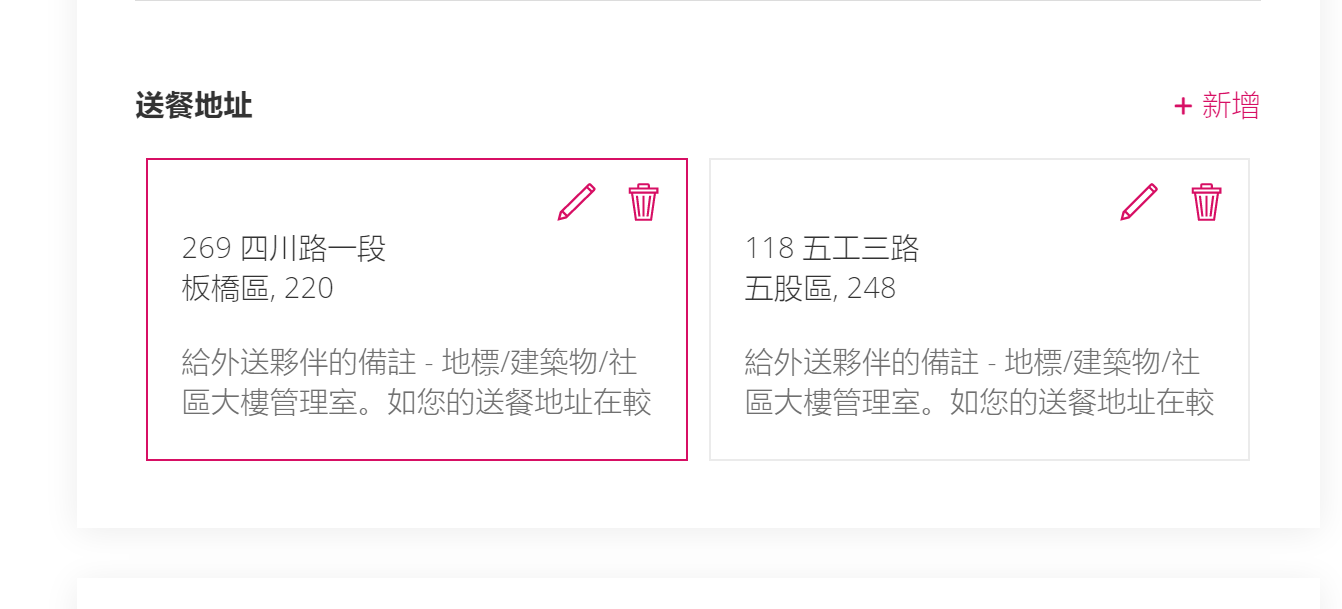 送餐地址
+ 新增
269 四川路一段
板橋區, 220
給外送夥伴的備註 - 地標/建築物/社
區大樓管理室。如您的送餐地址在較
118 五工三路
五股區, 248
給外送夥伴的備註 - 地標/建築物/社
區大樓管理室。如您的送餐地址在較